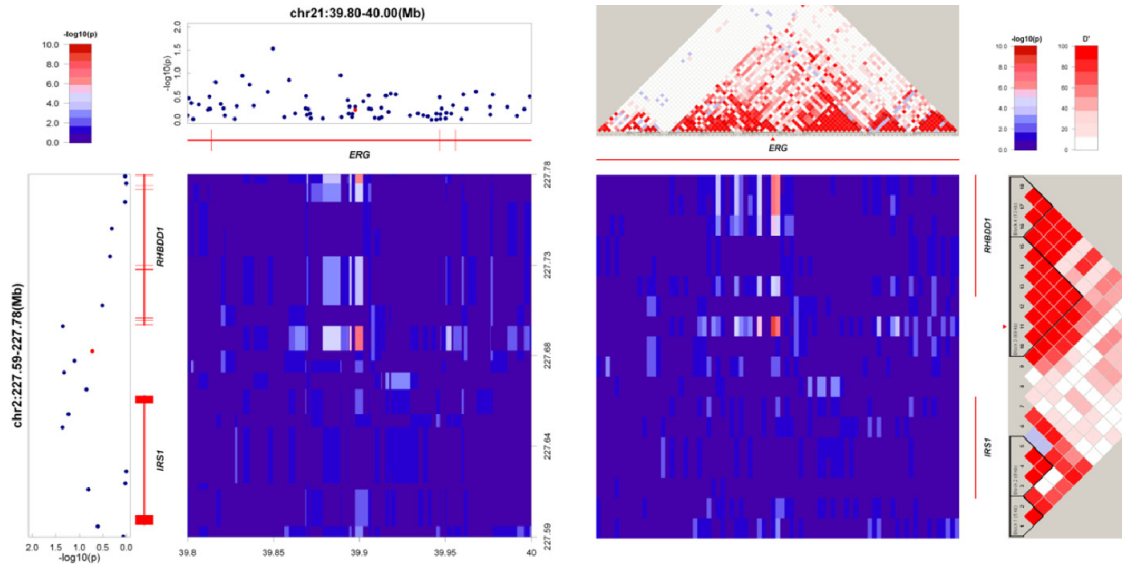 chr21:39.80-40.00(Mb)
-log10(p)
10.0
8.0
6.0
4.0
2.0
0.0
-log10(p)
2.0
1.5
1.0
0.5
0.0
ERG
ERG
-log10(p)
10.0
8.0
6.0
4.0
2.0
0.0
D'
100
80
60
40
20
0
chr2:227.59-227.78(Mb)
RHBDD1
IRS1
227.78
227.73
227.68
227.64
227.59
RHBDD1
IRS1
2.0 1.5 1.0 0.5 0.0
-log10(p)
39.8 39.85 39.9 39.95 40